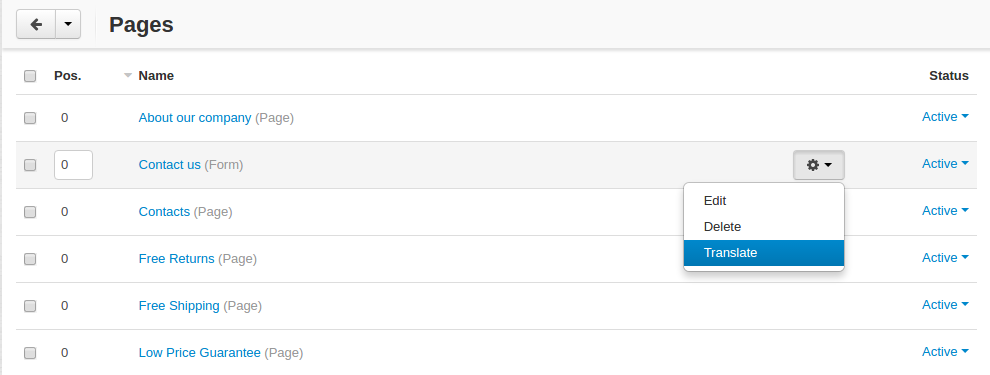 Pages
Pos. Name Status
0 About our company (Page) Active
0 Contact us (Form) Active
0 Contacts (Page) Active
Edit
Delete
Translate
0 Free Returns (Page) Active
0 Free Shipping (Page) Active
0 Low Price Guarantee (Page) Active